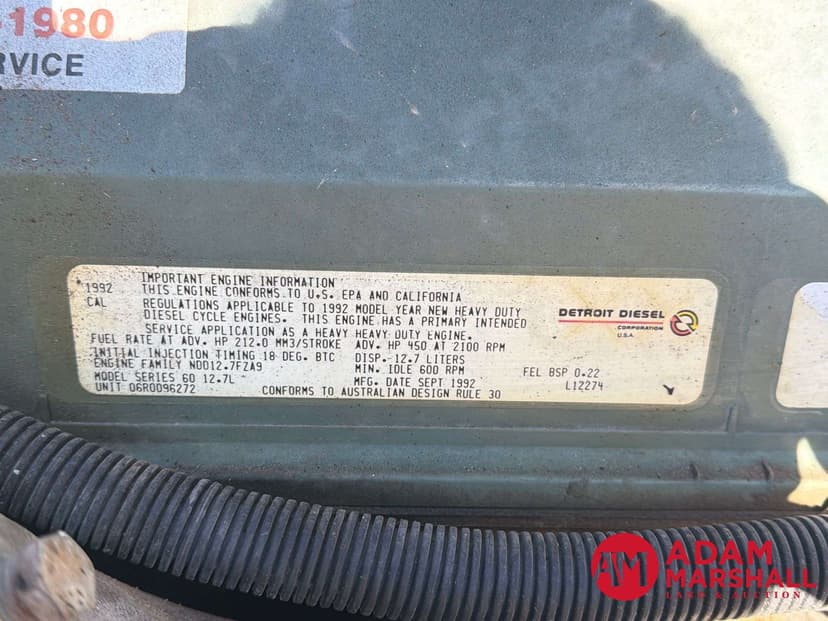 -1980
RVICE
IMPORTANT ENGINE INFORMATION
1992 THIS ENGINE CONFORMS TO U.S. EPA AND CALIFORNIA
CAL REGULATIONS APPLICABLE TO 1992 MODEL YEAR NEW HEAVY DUTY
DIESEL CYCLE ENGINES. THIS ENGINE HAS A PRIMARY INTENDED
SERVICE APPLICATION AS A HEAVY HEAVY DUTY ENGINE.
FUEL RATE AT ADV. HP 212.0 MM3/STROKE ADV. HP 450 AT 2100 RPM
INITIAL INJECTION TIMING 18 DEG. BTC DISP. 12.7 LITERS
ENGINE FAMILY NDD12.7FZA9 MIN. IDLE 600 RPM FEL BSP 0.22
MODEL SERIES 60 12.7L MFG. DATE SEPT 1992 L12274
UNIT 06R0096272 CONFORMS TO AUSTRALIAN DESIGN RULE 30
DETROIT DIESEL
CORPORATION
U.S.A.
AM ADAM
MARSHALL
LAND & AUCTION